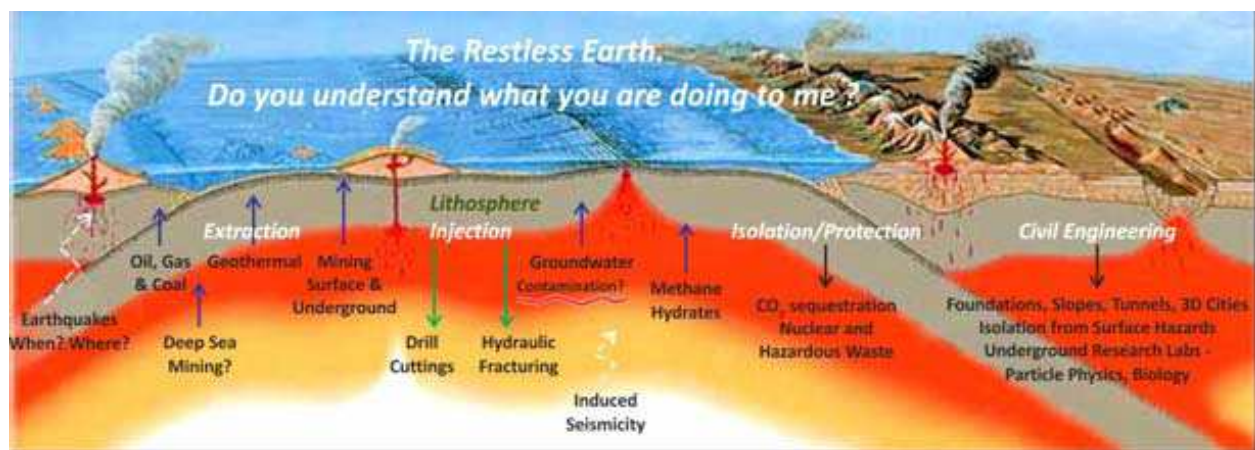 The Restless Earth.
Do you understand what you are doing to me ?
Lithosphere
Extraction
Injection
Isolation/Protection
Civil Engineering
Oil, Gas
& Coal
Geothermal
Mining
Surface &
Underground
Groundwater
Contamination?
Methane
Hydrates
CO2 sequestration
Nuclear and
Hazardous Waste
Foundations, Slopes, Tunnels, 3D Cities
Isolation from Surface Hazards
Underground Research Labs -
Particle Physics, Biology
Earthquakes
When? Where?
Deep Sea
Mining?
Drill
Cuttings
Hydraulic
Fracturing
Induced
Seismicity